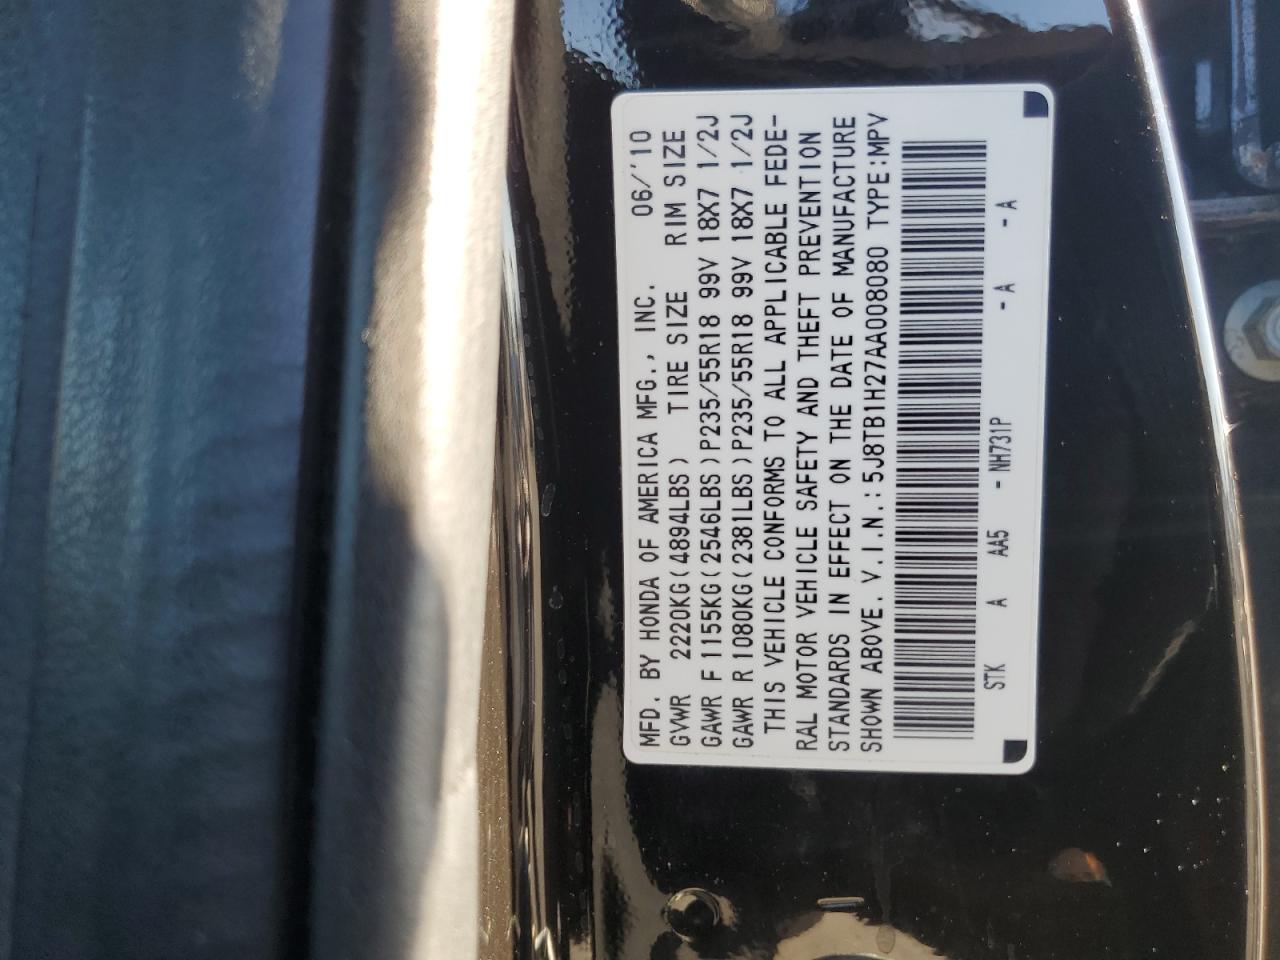 MFD. BY HONDA OF AMERICA MFG., INC. 06/'10
GVWR 2220KG(4894LBS) TIRE SIZE RIM SIZE
GAWR F 1155KG(2546LBS)P235/55R18 99V 18X7 1/2J
GAWR R 1080KG(2381LBS)P235/55R18 99V 18X7 1/2J
THIS VEHICLE CONFORMS TO ALL APPLICABLE FEDE-
RAL MOTOR VEHICLE SAFETY AND THEFT PREVENTION
STANDARDS IN EFFECT ON THE DATE OF MANUFACTURE
SHOWN ABOVE. V.I.N.:5J8TB1H27AA008080 TYPE:MPV
STK A AA5 - NH731P - A - A